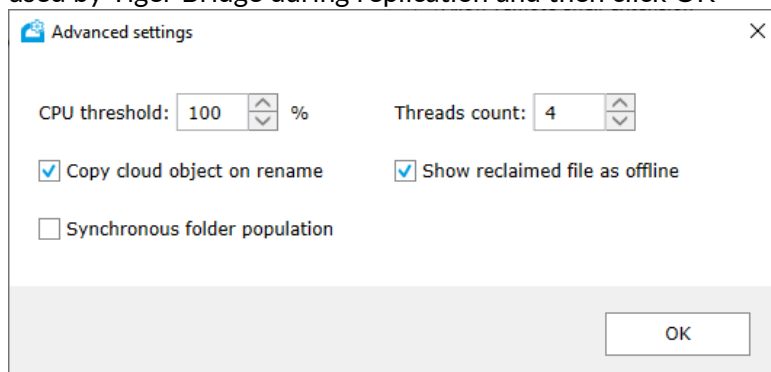 used by Tiger Bridge during replication and then click OK
Advanced settings
CPU threshold: 100 % Threads count: 4
Copy cloud object on rename Show reclaimed file as offline
Synchronous folder population
OK